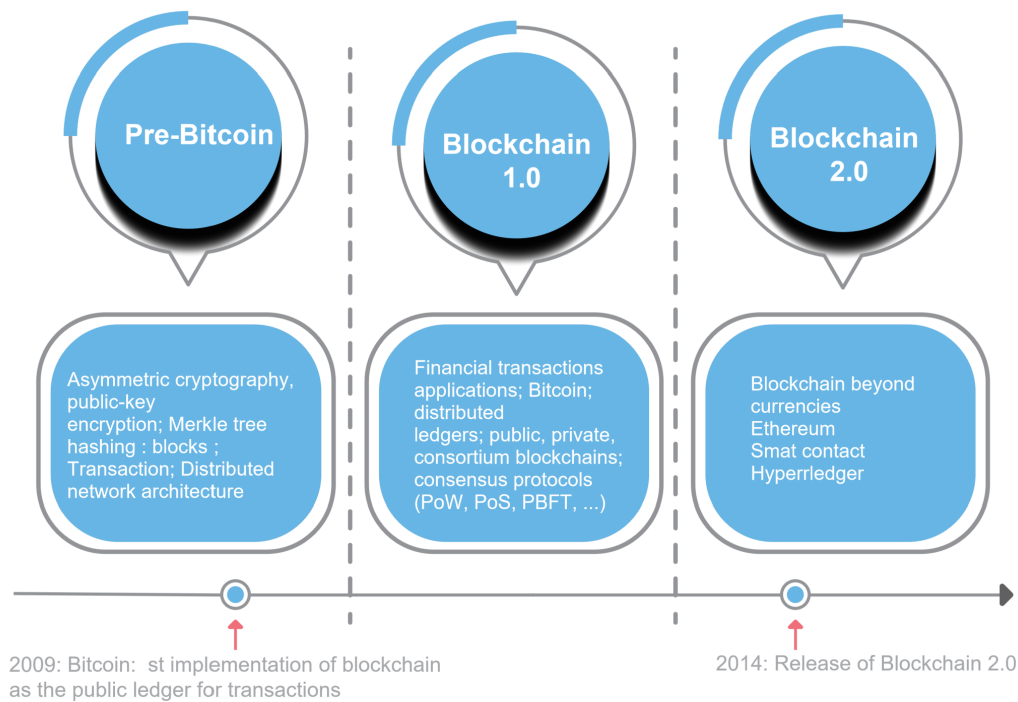 Pre-Bitcoin
Blockchain
1.0
Blockchain
2.0
Asymmetric cryptography,
public-key
encryption; Merkle tree
hashing : blocks ;
Transaction; Distributed
network architecture
Financial transactions
applications; Bitcoin;
distributed
ledgers; public, private,
consortium blockchains;
consensus protocols
(PoW, PoS, PBFT, ...)
Blockchain beyond
currencies
Ethereum
Smat contact
Hyperrledger
2009: Bitcoin:  st implementation of blockchain
as the public ledger for transactions
2014: Release of Blockchain 2.0